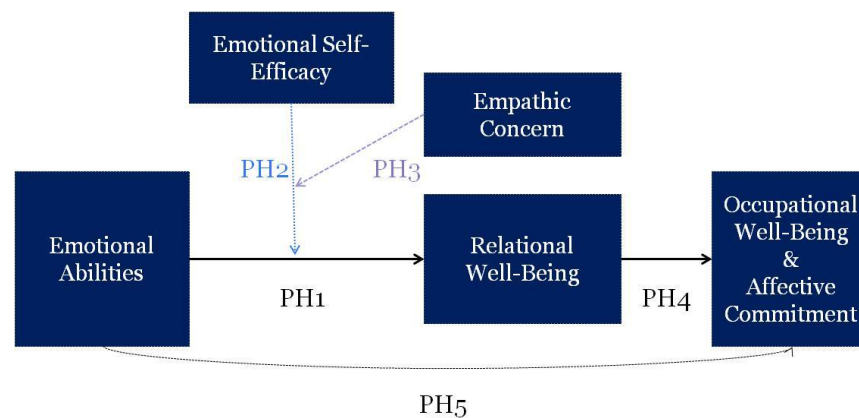 Emotional Self-
Efficacy
Empathic
Concern
PH2
PH3
Emotional
Abilities
Relational
Well-Being
Occupational
Well-Being
&
Affective
Commitment
PH1
PH4
PH5